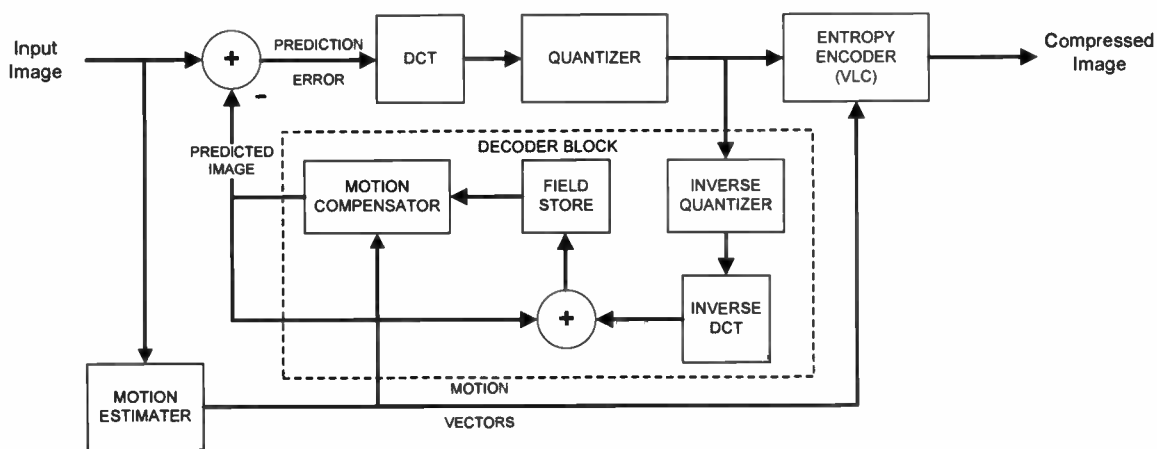 Input
Image
+
-
PREDICTION
ERROR
DCT
QUANTIZER
ENTROPY
ENCODER
(VLC)
Compressed
Image
PREDICTED
IMAGE
DECODER BLOCK
MOTION
COMPENSATOR
FIELD
STORE
INVERSE
QUANTIZER
+
INVERSE
DCT
MOTION
ESTIMATER
MOTION
VECTORS